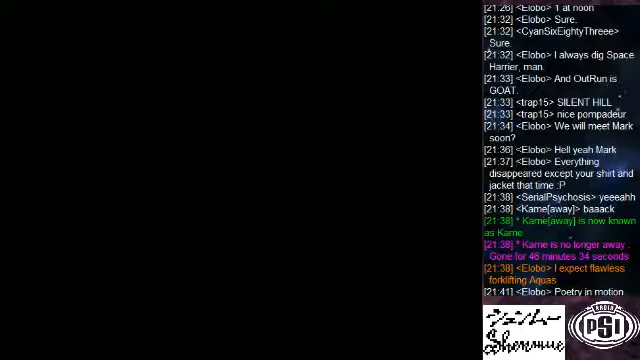 [21:26] <Elobo> 1 at noon
[21:32] <Elobo> Sure.
[21:32] <CyanSixEightyThreee>
Sure.
[21:32] <Elobo> I always dig Space
Harrier, man.
[21:33] <Elobo> And OutRun is
GOAT.
[21:33] <trap15> SILENT HILL
[21:33] <trap15> nice pompadeur
[21:34] <Elobo> We will meet Mark
soon?
[21:36] <Elobo> Hell yeah Mark
[21:37] <Elobo> Everything
disappeared except your shirt and
jacket that time :P
[21:38] <SerialPsychosis> yeeeahh
[21:38] <Kame[away]> baaack
[21:38] * Kame[away] is now known
as Kame
[21:38] * Kame is no longer away .
Gone for 46 minutes 34 seconds
[21:38] <Elobo> I expect flawless
forklifting Aquas
[21:41] <Elobo> Poetry in motion
RADIO
PSI
Shenmue